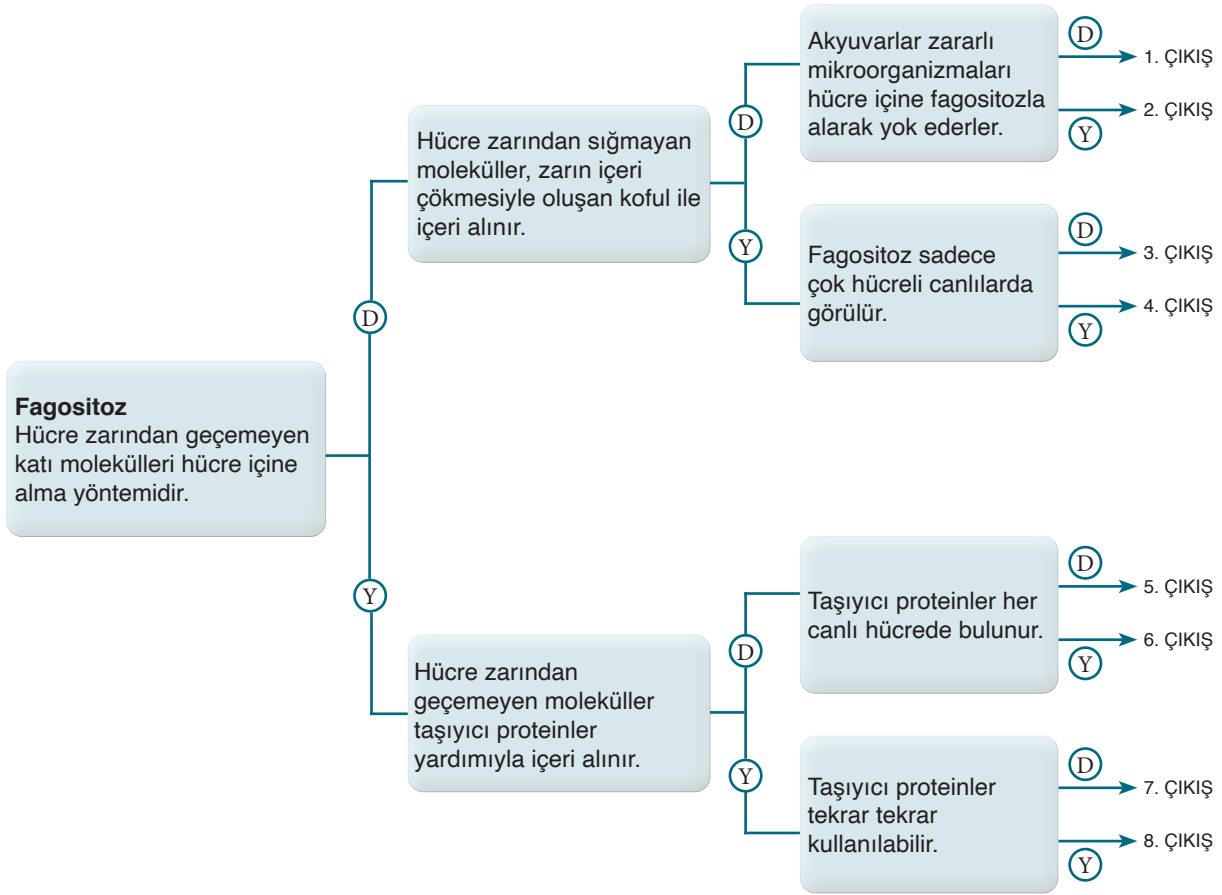 Fagositoz
Hücre zarından geçemeyen
katı molekülleri hücre içine
alma yöntemidir.
D
Y
Hücre zarından sığmayan
moleküller, zarın içeri
çökmesiyle oluşan koful ile
içeri alınır.
D
Y
Akyuvarlar zararlı
mikroorganizmaları
hücre içine fagositozla
alarak yok ederler.
D
1. ÇIKIŞ
2. ÇIKIŞ
Y
Fagositoz sadece
çok hücreli canlılarda
görülür.
D
3. ÇIKIŞ
4. ÇIKIŞ
Y
Hücre zarından
geçemeyen moleküller
taşıyıcı proteinler
yardımıyla içeri alınır.
D
Y
Taşıyıcı proteinler her
canlı hücrede bulunur.
D
5. ÇIKIŞ
6. ÇIKIŞ
Y
Taşıyıcı proteinler
tekrar tekrar
kullanılabilir.
D
7. ÇIKIŞ
8. ÇIKIŞ
Y